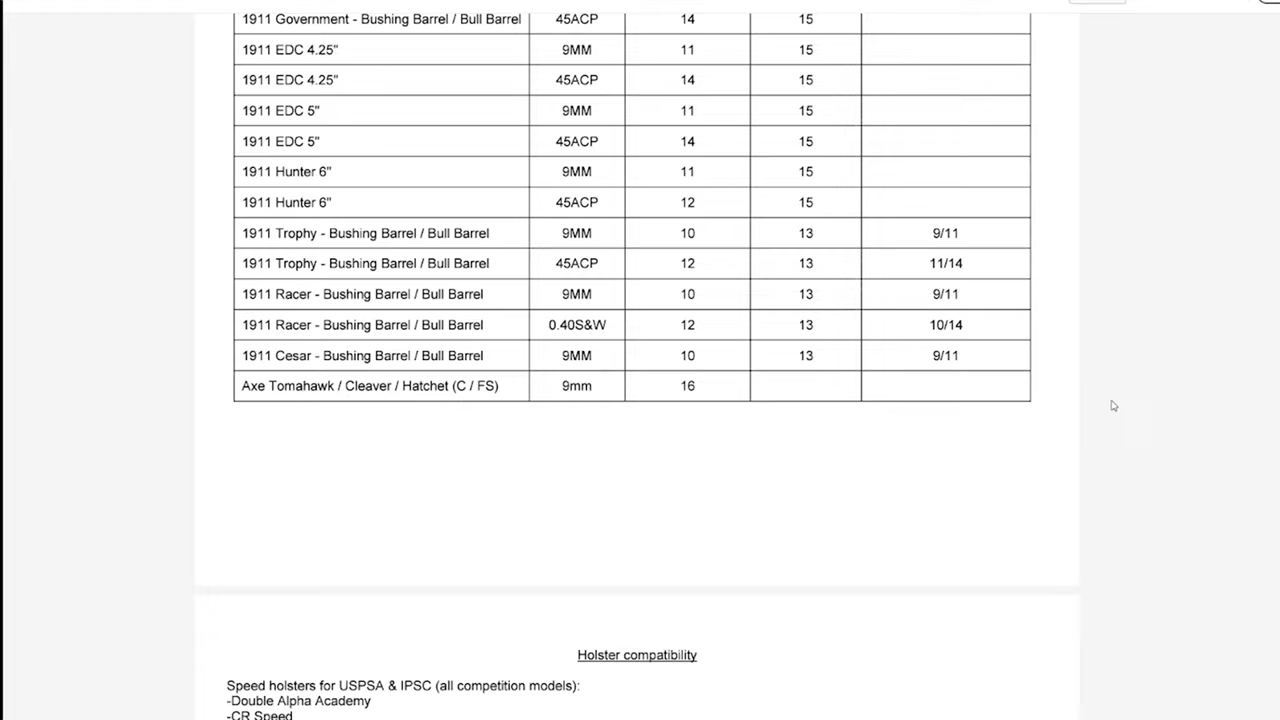 1911 Government - Bushing Barrel / Bull Barrel 45ACP 14 15
1911 EDC 4.25" 9MM 11 15
1911 EDC 4.25" 45ACP 14 15
1911 EDC 5" 9MM 11 15
1911 EDC 5" 45ACP 14 15
1911 Hunter 6" 9MM 11 15
1911 Hunter 6" 45ACP 12 15
1911 Trophy - Bushing Barrel / Bull Barrel 9MM 10 13 9/11
1911 Trophy - Bushing Barrel / Bull Barrel 45ACP 12 13 11/14
1911 Racer - Bushing Barrel / Bull Barrel 9MM 10 13 9/11
1911 Racer - Bushing Barrel / Bull Barrel 0.40S&W 12 13 10/14
1911 Cesar - Bushing Barrel / Bull Barrel 9MM 10 13 9/11
Axe Tomahawk / Cleaver / Hatchet (C / FS) 9mm 16
Holster compatibility
Speed holsters for USPSA & IPSC (all competition models):
-Double Alpha Academy
-CR Speed